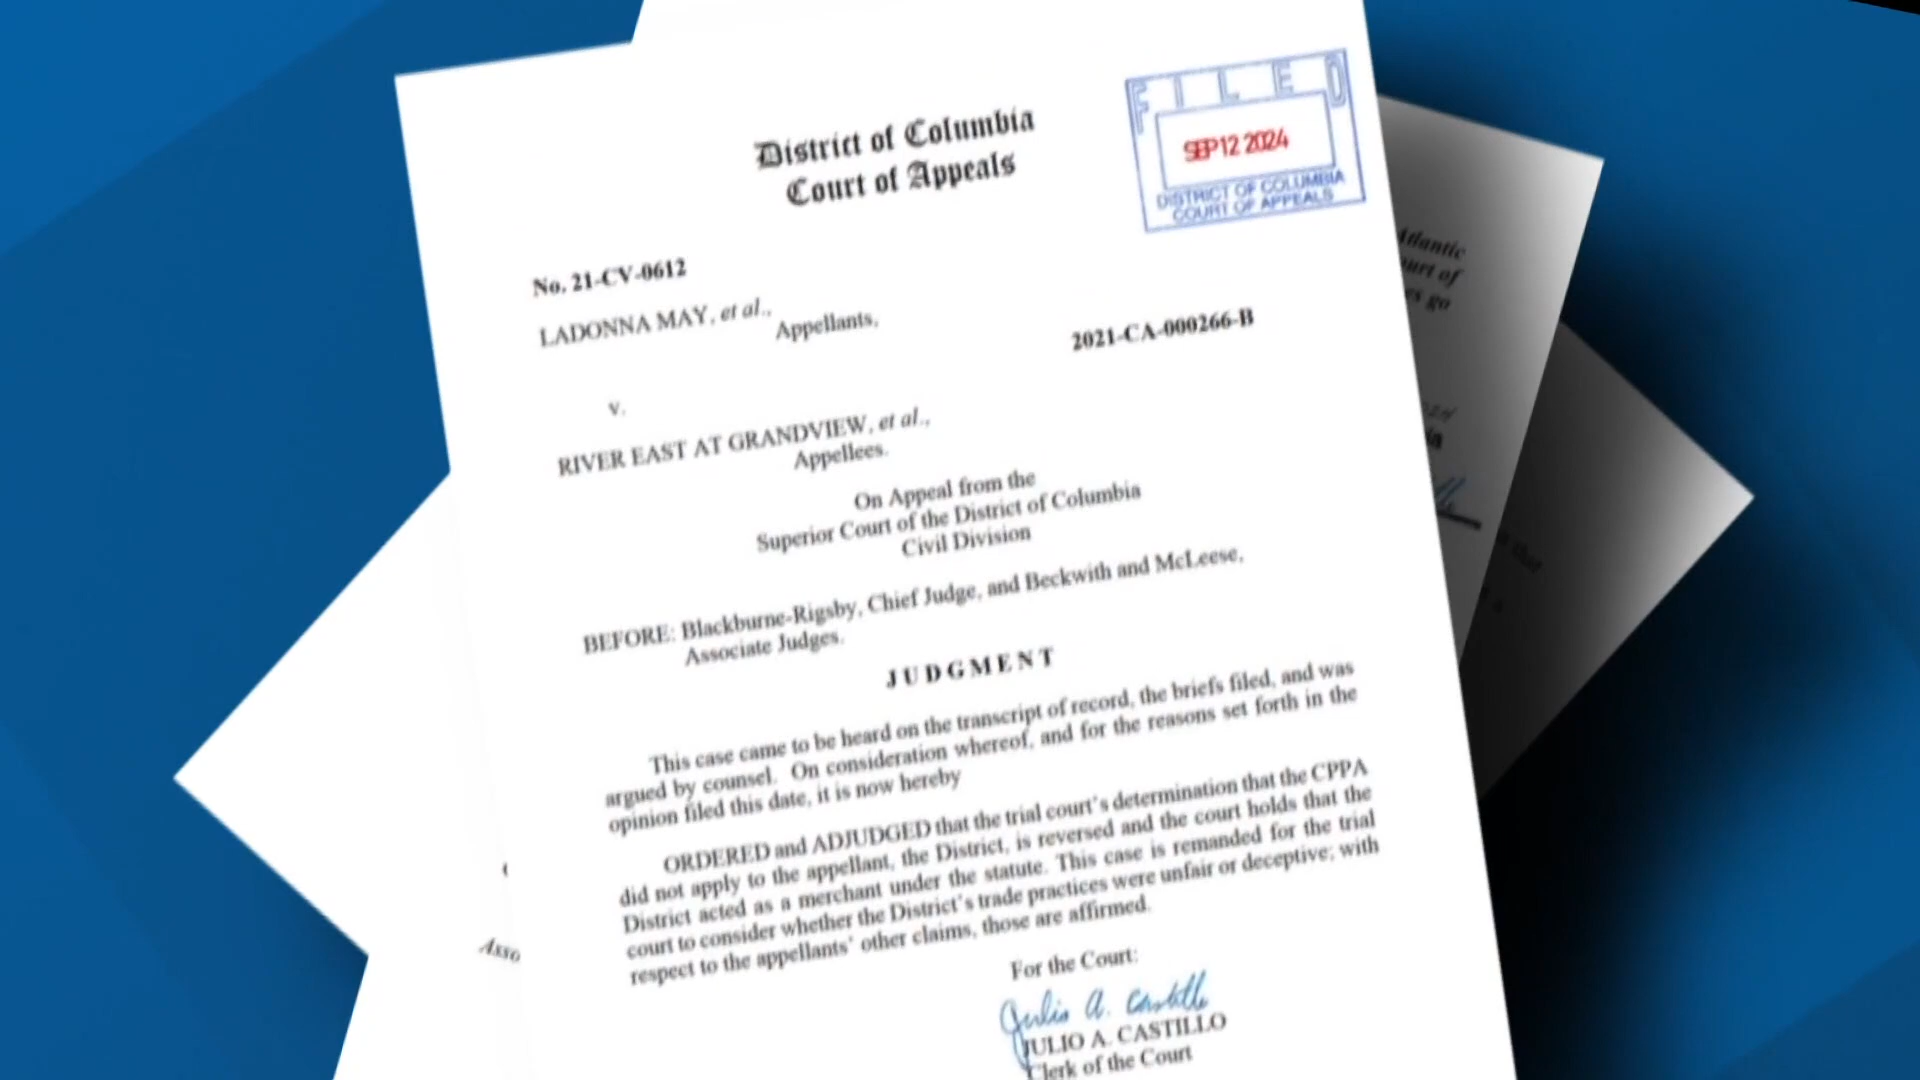 District of Columbia
Court of Appeals
FILED
SEP 12 2024
DISTRICT OF COLUMBIA
COURT OF APPEALS
No. 21-CV-0612
LADONNA MAY, et al.,
Appellants,
2021-CA-000266-B
v.
RIVER EAST AT GRANDVIEW, et al.,
Appellees.
On Appeal from the
Superior Court of the District of Columbia
Civil Division
BEFORE: Blackburne-Rigsby, Chief Judge, and Beckwith and McLeese,
Associate Judges.
JUDGMENT
This case came to be heard on the transcript of record, the briefs filed, and was
argued by counsel. On consideration whereof, and for the reasons set forth in the
opinion filed this date, it is now hereby
ORDERED and ADJUDGED that the trial court's determination that the CPPA
did not apply to the appellant, the District, is reversed and the court holds that the
District acted as a merchant under the statute. This case is remanded for the trial
court to consider whether the District's trade practices were unfair or deceptive; with
respect to the appellants' other claims, those are affirmed.
For the Court:
Julio A. Castillo
JULIO A. CASTILLO
Clerk of the Court
Asso
Atlantic
urt of
es go
that